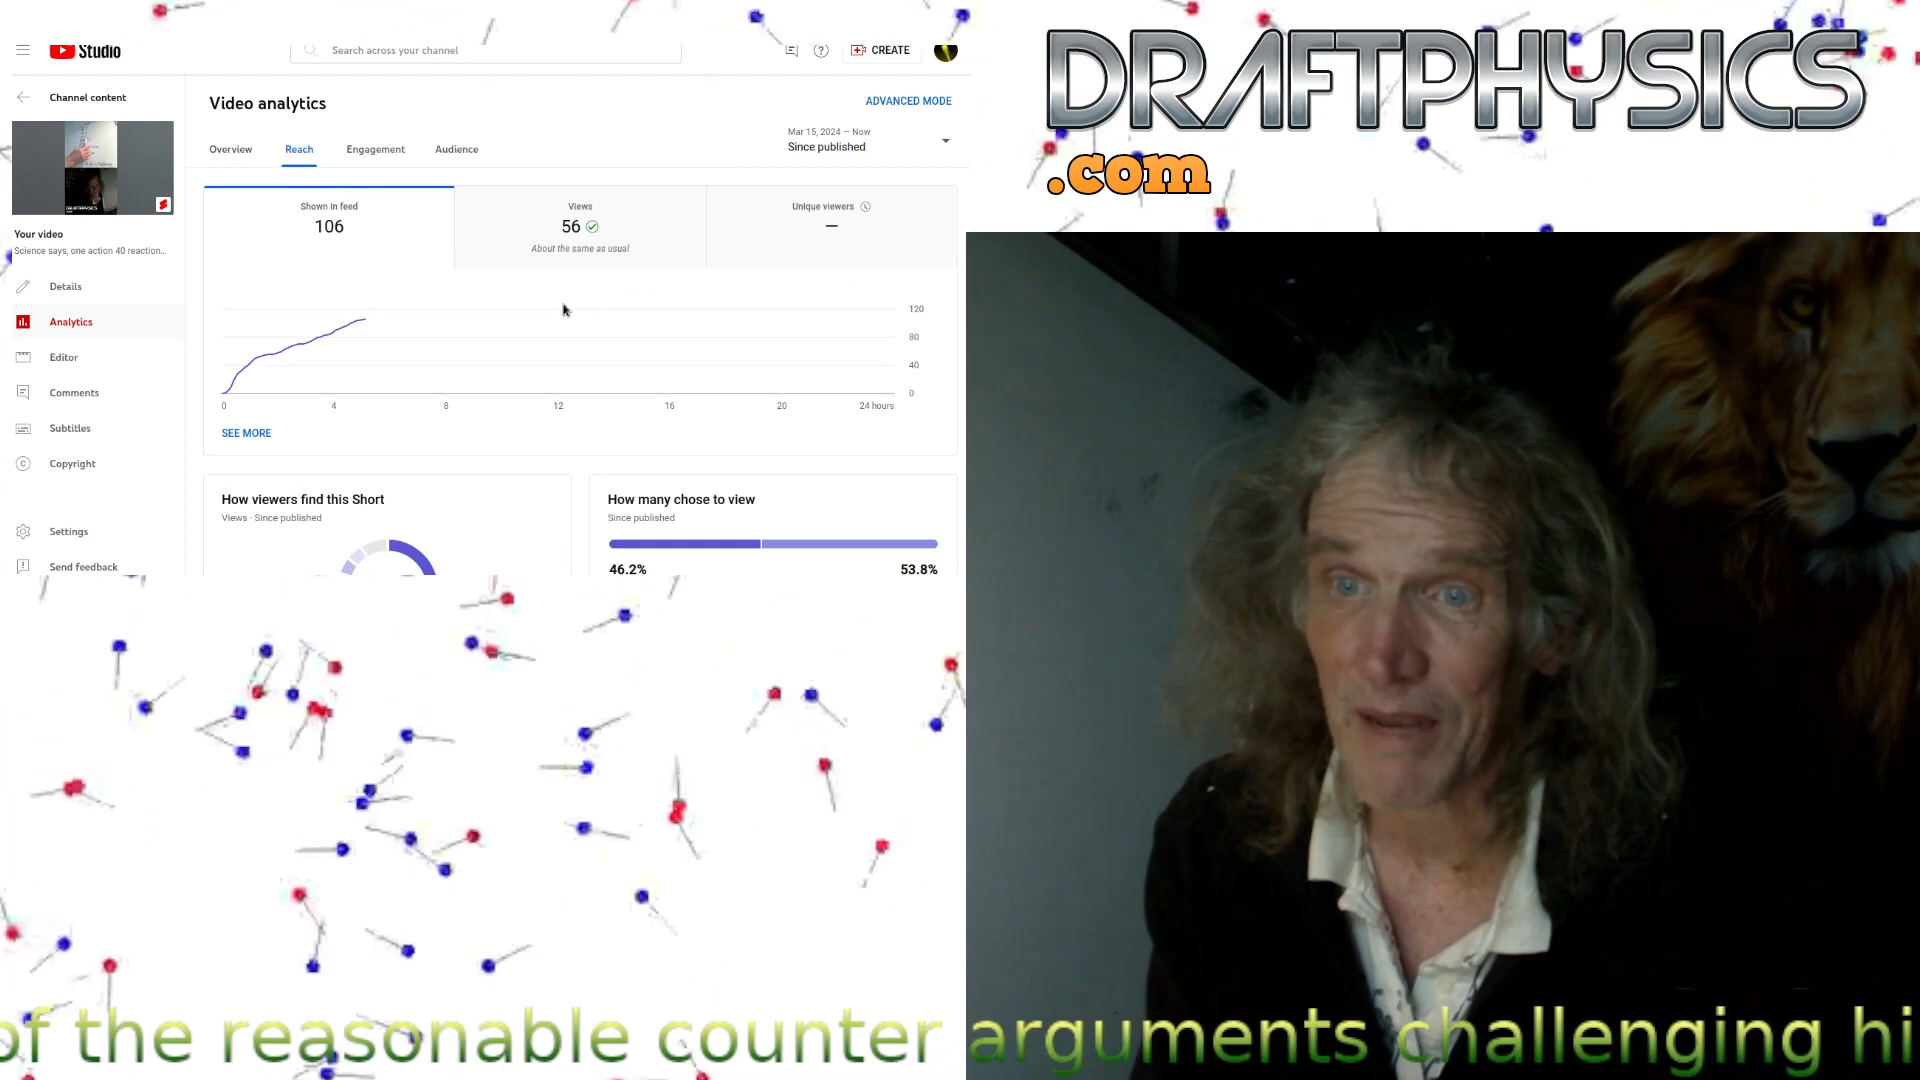 Studio
Search across your channel
CREATE
DRAFTPHYSICS
.com
Channel content
Video analytics
ADVANCED MODE
Overview
Reach
Engagement
Audience
Mar 15, 2024 – Now
Since published
Shown in feed
106
Views
56
About the same as usual
Unique viewers
—
Your video
Science says, one action 40 reaction...
Details
Analytics
Editor
Comments
Subtitles
Copyright
Settings
Send feedback
120
80
40
0
0 4 8 12 16 20 24 hours
SEE MORE
How viewers find this Short
Views · Since published
How many chose to view
Since published
46.2% 53.8%
of the reasonable counter arguments challenging hi